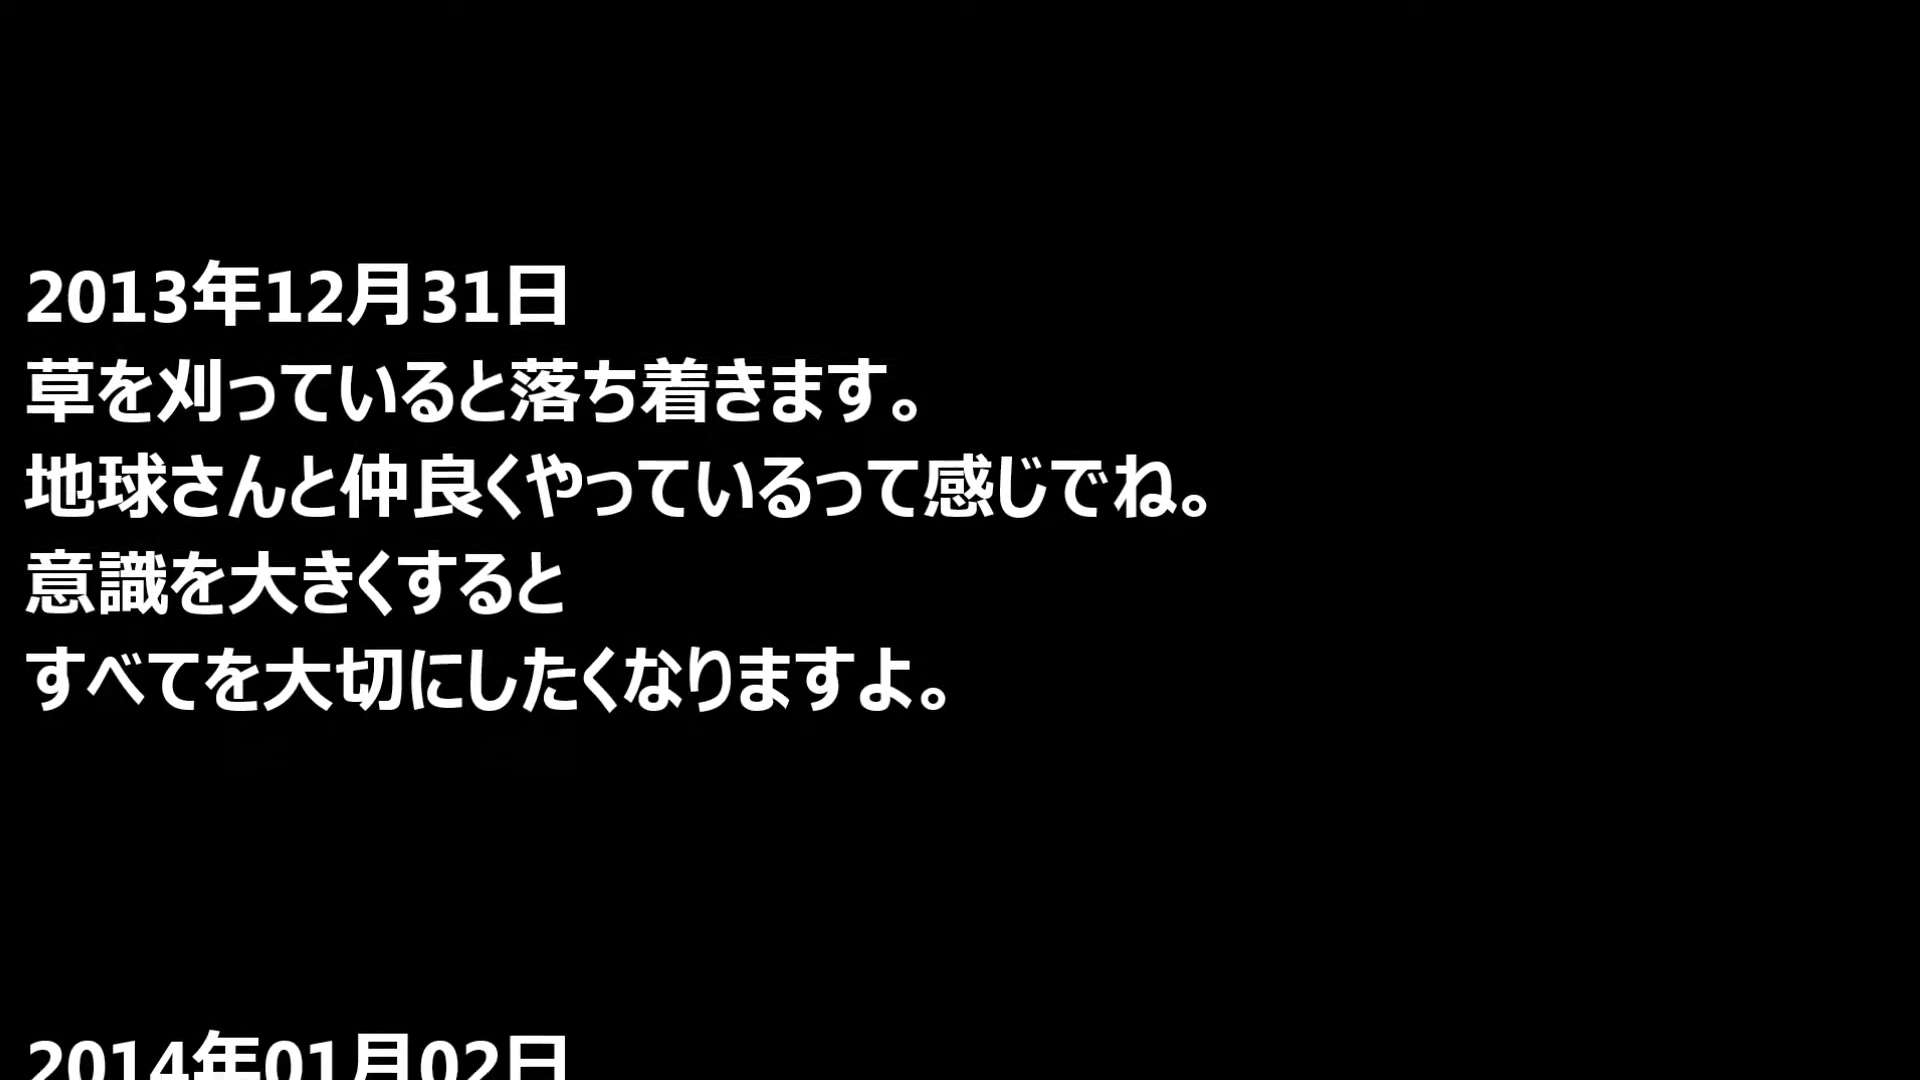 2013年12月31日
草を刈っていると落ち着きます。
地球さんと仲良くやっているって感じでね。
意識を大きくすると
すべてを大切にしたくなりますよ。
2014年01月02日